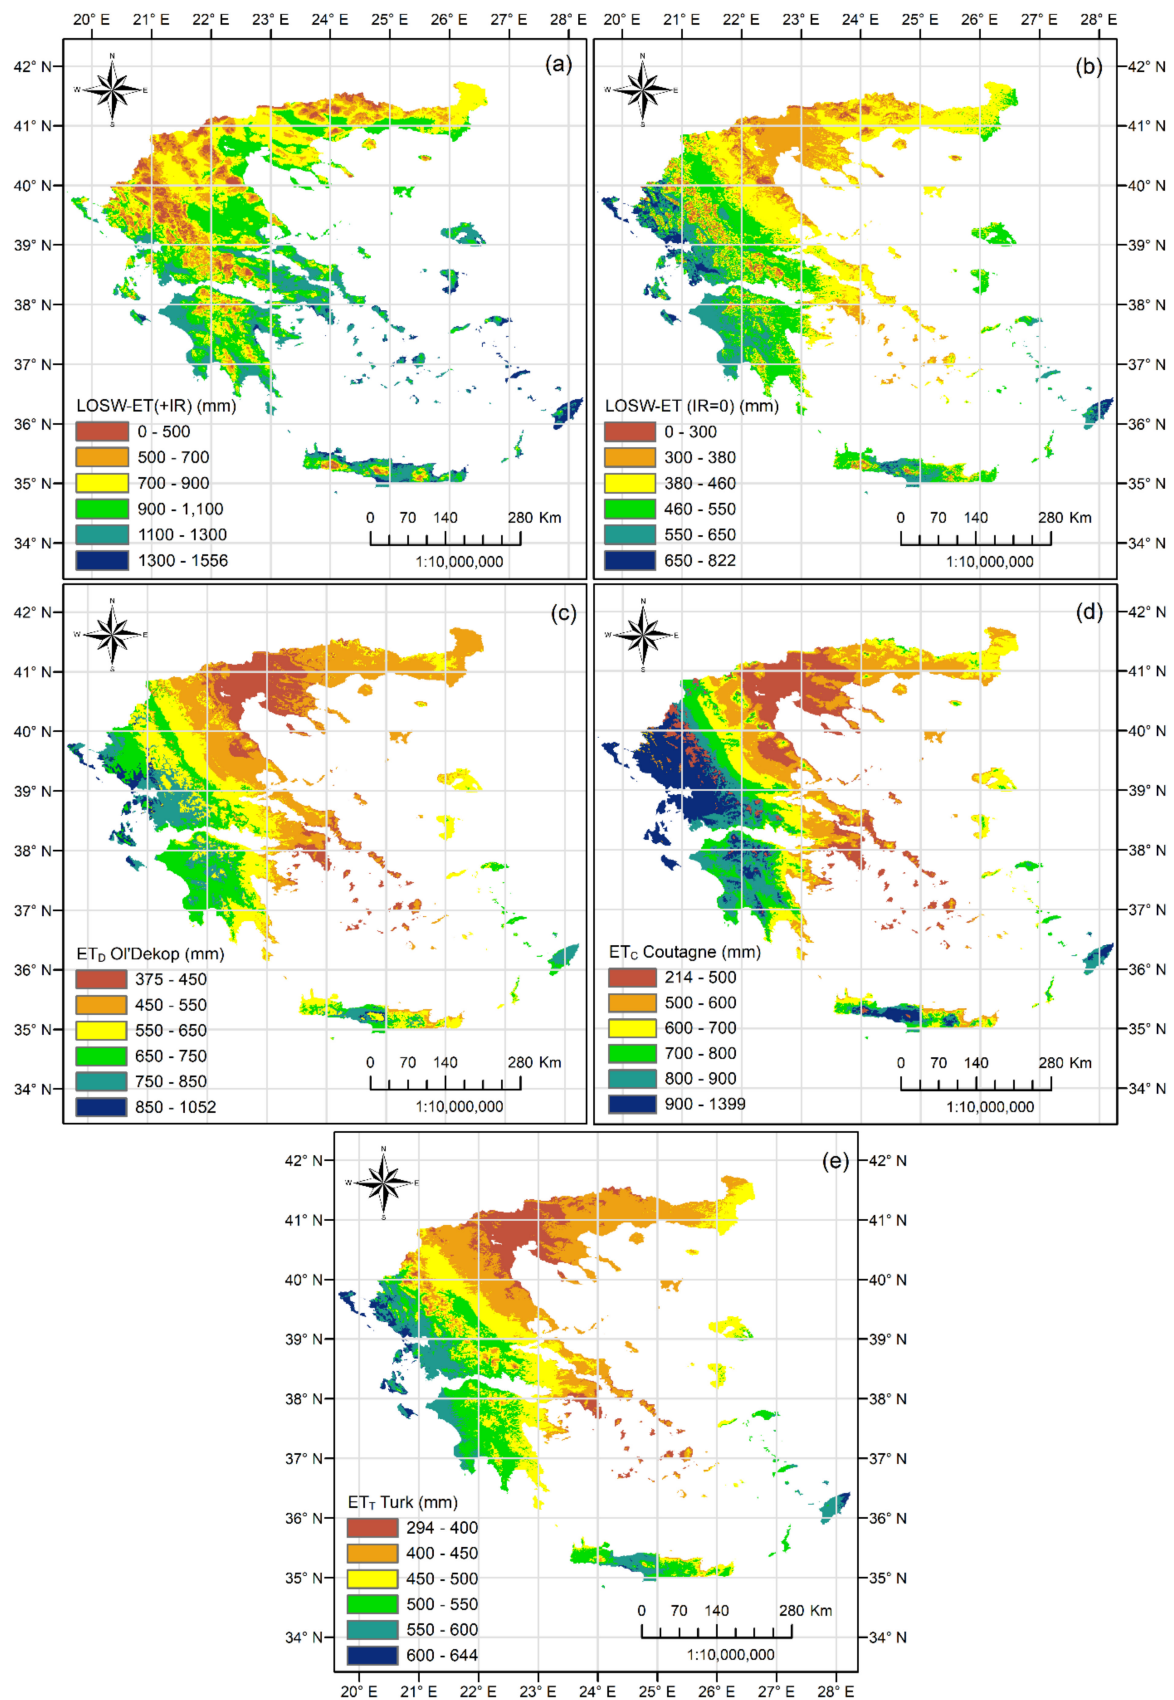 20° E 21° E 22° E 23° E 24° E 25° E 26° E 27° E 28° E 20° E 21° E 22° E 23° E 24° E 25° E 26° E 27° E 28° E
(a)
42° N
41° N
40° N
39° N
38° N
37° N
36° N
35° N
34° N
N
W E
S
LOSW-ET(+IR) (mm)
0 - 500
500 - 700
700 - 900
900 - 1,100
1100 - 1300
1300 - 1556
0 70 140 280 Km
1:10,000,000
(b)
N
W E
S
42° N
41° N
40° N
39° N
38° N
37° N
36° N
35° N
34° N
LOSW-ET (IR=0) (mm)
0 - 300
300 - 380
380 - 460
460 - 550
550 - 650
650 - 822
0 70 140 280 Km
1:10,000,000
(c)
42° N
41° N
40° N
39° N
38° N
37° N
36° N
35° N
34° N
N
W E
S
ET_D Ol'Dekop (mm)
375 - 450
450 - 550
550 - 650
650 - 750
750 - 850
850 - 1052
0 70 140 280 Km
1:10,000,000
(d)
N
W E
S
42° N
41° N
40° N
39° N
38° N
37° N
36° N
35° N
34° N
ET_C Coutagne (mm)
214 - 500
500 - 600
600 - 700
700 - 800
800 - 900
900 - 1399
0 70 140 280 Km
1:10,000,000
(e)
42° N 42° N
41° N 41° N
40° N 40° N
39° N 39° N
38° N 38° N
37° N 37° N
36° N 36° N
35° N 35° N
34° N 34° N
N
W E
S
ET_T Turk (mm)
294 - 400
400 - 450
450 - 500
500 - 550
550 - 600
600 - 644
0 70 140 280 Km
1:10,000,000
20° E 21° E 22° E 23° E 24° E 25° E 26° E 27° E 28° E